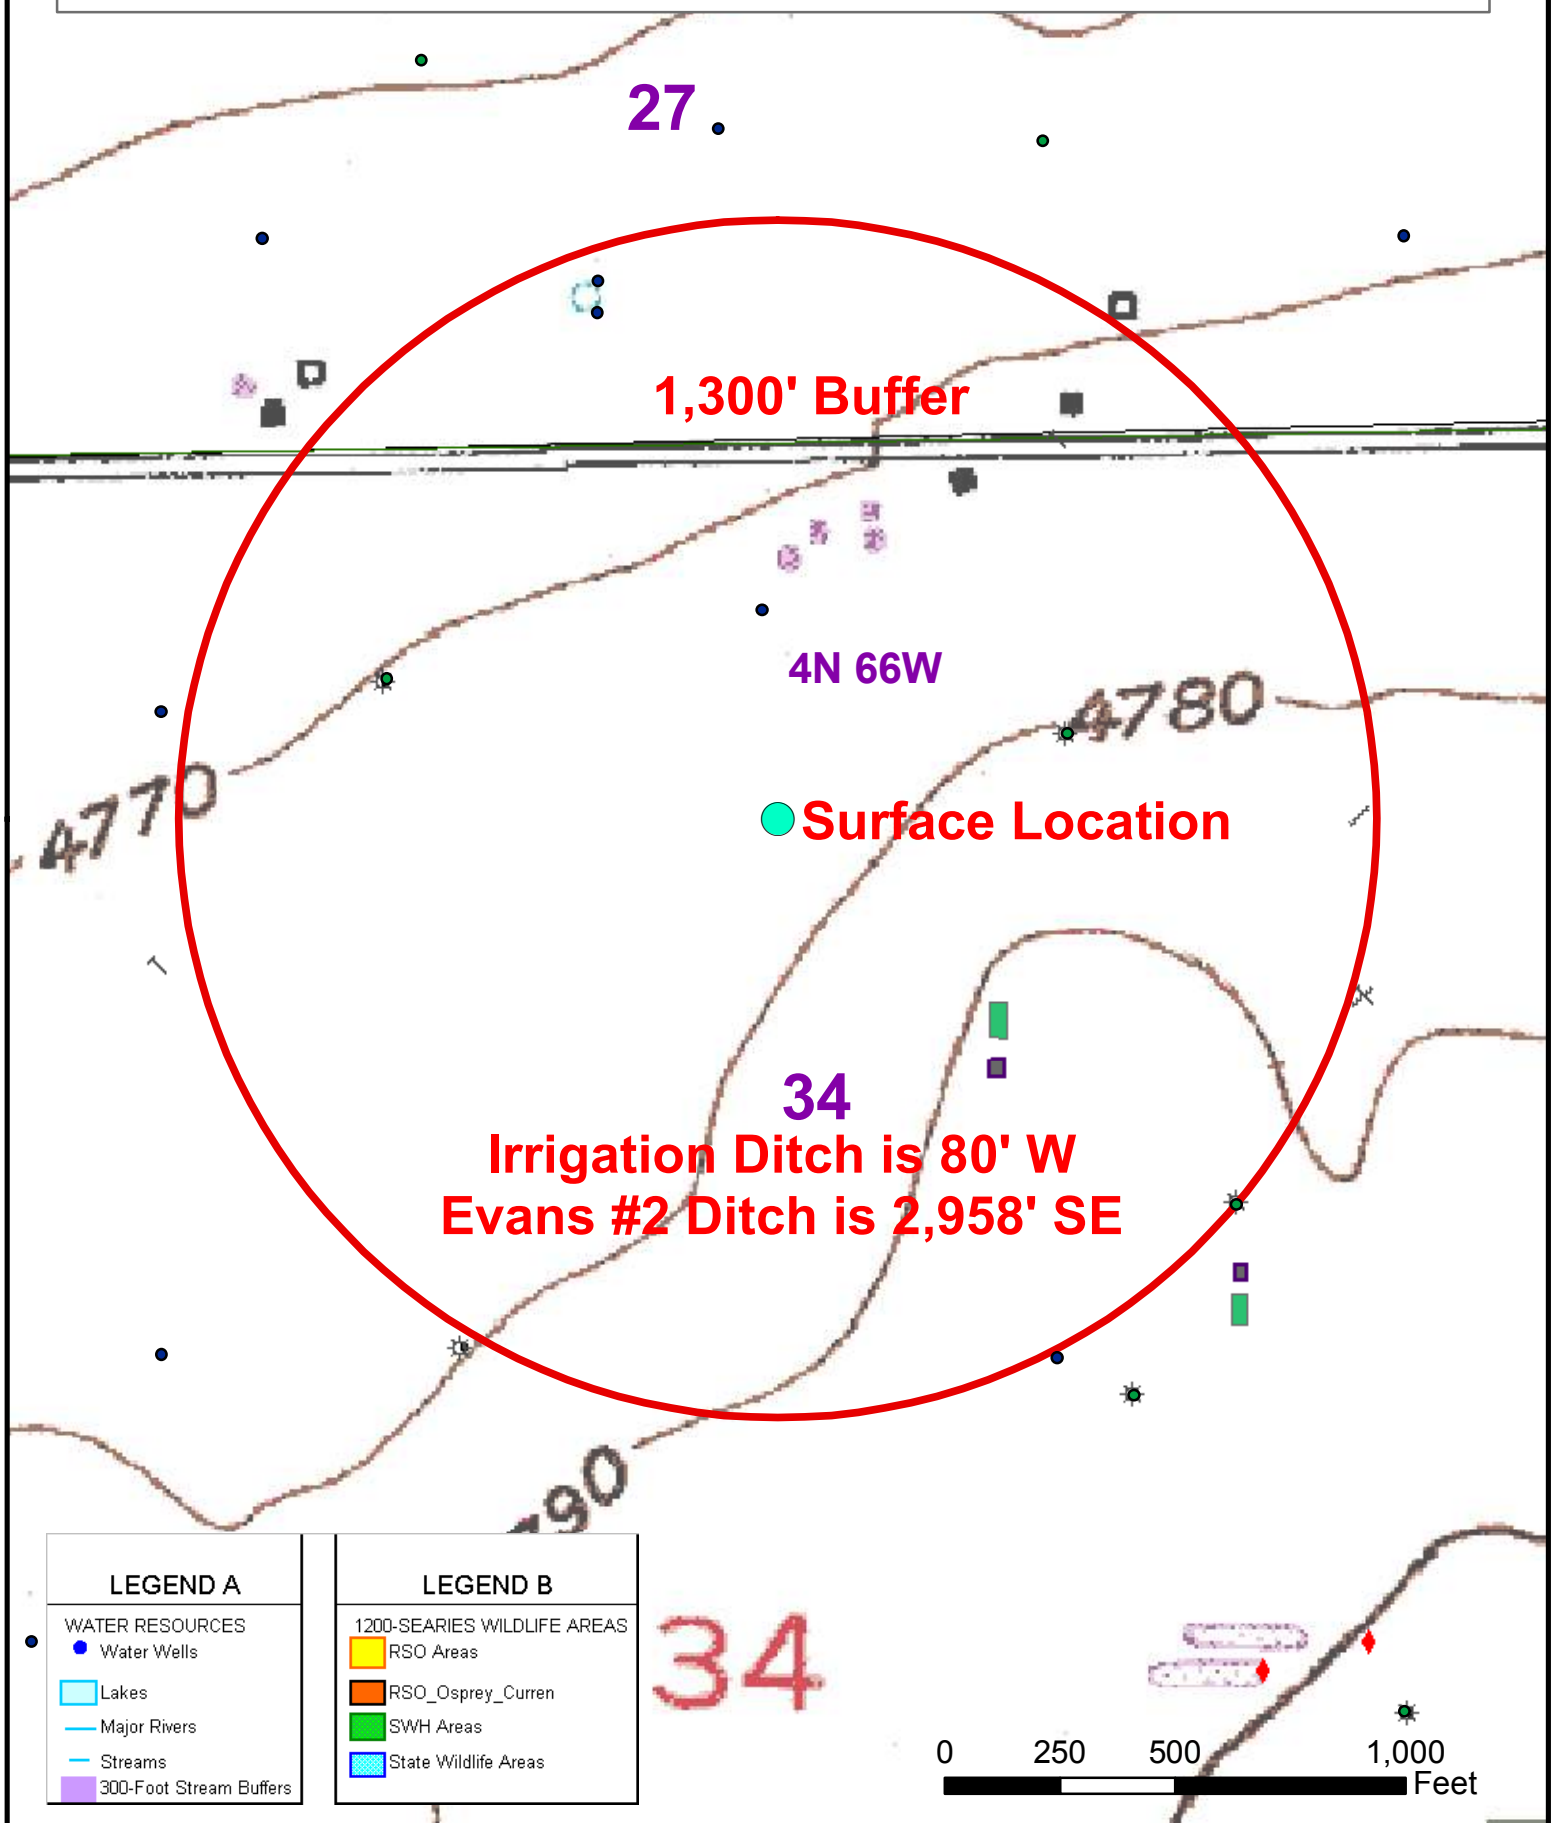 27
1,300' Buffer
4N 66W
4780
4770
Surface Location
34
Irrigation Ditch is 80' W
Evans #2 Ditch is 2,958' SE
790
LEGEND A
WATER RESOURCES
Water Wells
Lakes
Major Rivers
Streams
300-Foot Stream Buffers
LEGEND B
1200-SEARIES WILDLIFE AREAS
RSO Areas
RSO_Osprey_Curren
SWH Areas
State Wildlife Areas
34
0 250 500 1,000
Feet